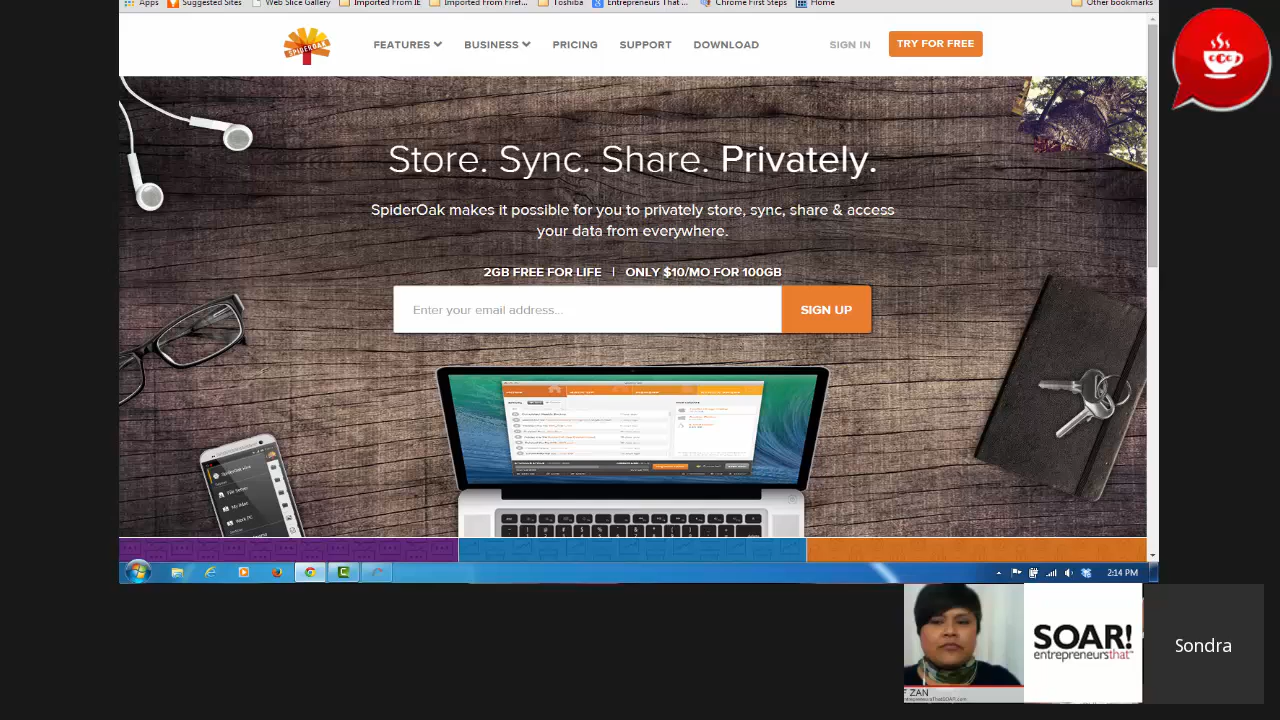 Apps Suggested Sites Web Slice Gallery Imported From IE Imported From Firef... Toshiba Entrepreneurs That ... Chrome First Steps Home Other bookmarks
SPIDEROAK
FEATURES BUSINESS PRICING SUPPORT DOWNLOAD SIGN IN TRY FOR FREE
Store. Sync. Share. Privately.
SpiderOak makes it possible for you to privately store, sync, share & access
your data from everywhere.
2GB FREE FOR LIFE | ONLY $10/MO FOR 100GB
Enter your email address... SIGN UP
2:14 PM
F ZAN
SOAR!
entrepreneursthat
Sondra